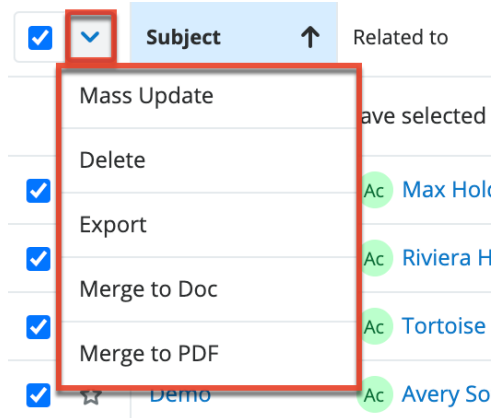 Subject Related to
Mass Update
ave selected
Delete
Ac Max Hol
Export
Ac Riviera H
Merge to Doc
Ac Tortoise
Merge to PDF
Demo Ac Avery So